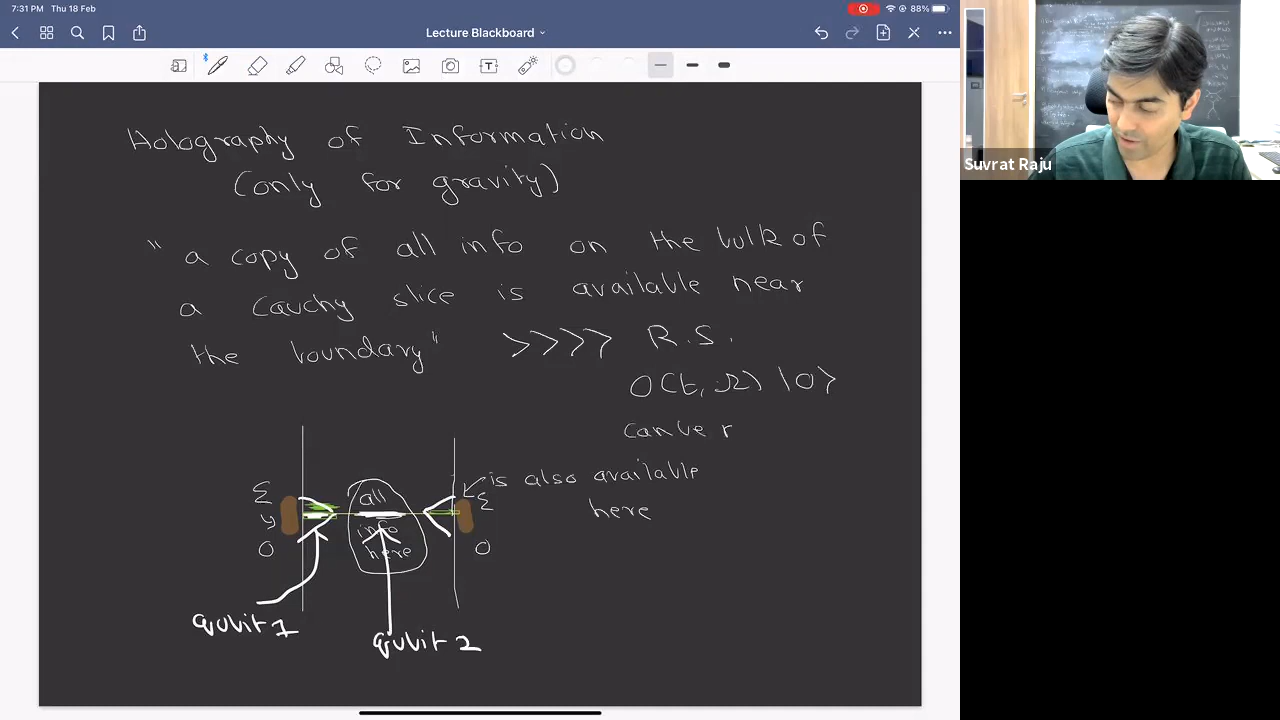 7:31 PM Thu 18 Feb
88%
Lecture Blackboard
Suvrat Raju
Holography of Information
(only for gravity)
" a copy of all info on the bulk of
a Cauchy slice is available near
the boundary" >>>> R.S.
O(t, Ω) |0>
can be r
is also available
here
all
info
here
ε
0
ε
0
qubit 1
qubit 2